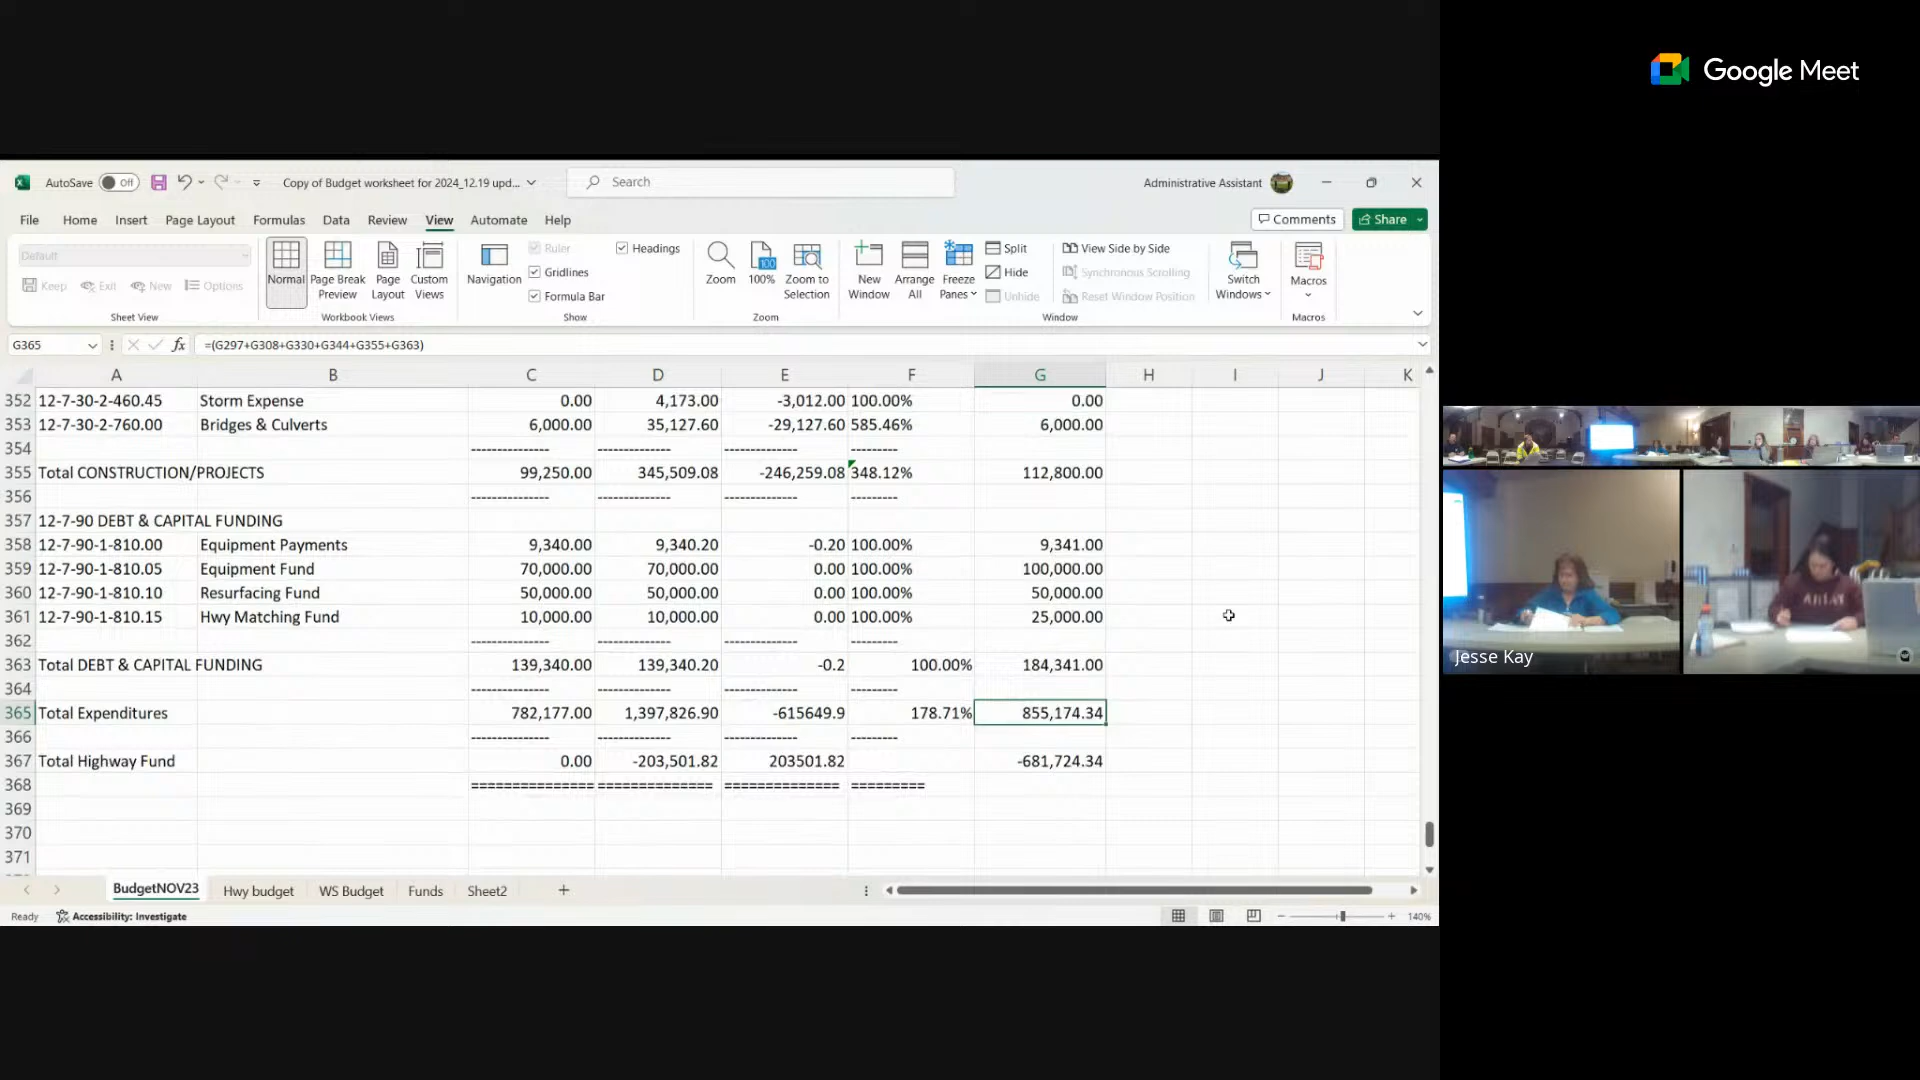 Google Meet
AutoSave Off Copy of Budget worksheet for 2024_12.19 upd... Search Administrative Assistant
File Home Insert Page Layout Formulas Data Review View Automate Help Comments Share
Default
Keep Exit New Options
Sheet View
Normal Page Break Preview Page Layout Custom Views
Workbook Views
Navigation Ruler Gridlines Formula Bar Headings
Show
Zoom 100% Zoom to Selection
Zoom
New Window Arrange All Freeze Panes Split Hide Unhide View Side by Side Synchronous Scrolling Reset Window Position Switch Windows
Window
Macros
Macros
G365 fx =(G297+G308+G330+G344+G355+G363)
A B C D E F G H I J K
352 12-7-30-2-460.45 Storm Expense 0.00 4,173.00 -3,012.00 100.00% 0.00
353 12-7-30-2-760.00 Bridges & Culverts 6,000.00 35,127.60 -29,127.60 585.46% 6,000.00
354 -------------- ------------- ------------- ---------
355 Total CONSTRUCTION/PROJECTS 99,250.00 345,509.08 -246,259.08 348.12% 112,800.00
356 -------------- ------------- ------------- ---------
357 12-7-90 DEBT & CAPITAL FUNDING
358 12-7-90-1-810.00 Equipment Payments 9,340.00 9,340.20 -0.20 100.00% 9,341.00
359 12-7-90-1-810.05 Equipment Fund 70,000.00 70,000.00 0.00 100.00% 100,000.00
360 12-7-90-1-810.10 Resurfacing Fund 50,000.00 50,000.00 0.00 100.00% 50,000.00
361 12-7-90-1-810.15 Hwy Matching Fund 10,000.00 10,000.00 0.00 100.00% 25,000.00
362 -------------- ------------- ------------- ---------
363 Total DEBT & CAPITAL FUNDING 139,340.00 139,340.20 -0.2 100.00% 184,341.00
364 -------------- ------------- ------------- ---------
365 Total Expenditures 782,177.00 1,397,826.90 -615649.9 178.71% 855,174.34
366 -------------- ------------- ------------- ---------
367 Total Highway Fund 0.00 -203,501.82 203501.82 -681,724.34
368 =============== ============== ============== =========
369
370
371
BudgetNOV23 Hwy budget WS Budget Funds Sheet2
Ready Accessibility: Investigate 140%
Jesse Kay